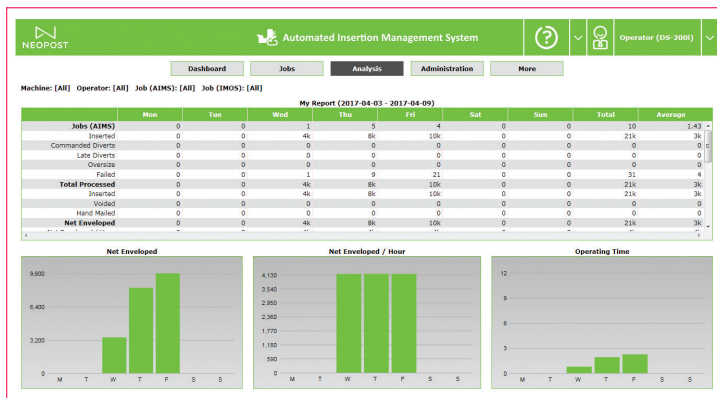 NEOPOST
Automated Insertion Management System
?
Operator (DS-200i)
Dashboard Jobs Analysis Administration More
Machine: [All] Operator: [All] Job (AIMS): [All] Job (IMOS): [All]
My Report (2017-04-03 - 2017-04-09)
Mon Tue Wed Thu Fri Sat Sun Total Average
Jobs (AIMS) 0 0 1 5 4 0 0 10 1.43
Inserted 0 0 4k 8k 10k 0 0 21k 3k
Commanded Diverts 0 0 0 0 0 0 0 0 0
Late Diverts 0 0 0 0 0 0 0 0 0
Oversize 0 0 0 0 0 0 0 0 0
Failed 0 0 1 9 21 0 0 31 4
Total Processed 0 0 4k 8k 10k 0 0 21k 3k
Inserted 0 0 4k 8k 10k 0 0 21k 3k
Voided 0 0 0 0 0 0 0 0 0
Hand Mailed 0 0 0 0 0 0 0 0 0
Net Enveloped 0 0 4k 8k 10k 0 0 21k 3k
Net Enveloped Net Enveloped / Hour Operating Time
9,600
6,400
3,200
0
M T W T F S S
4,130
3,540
2,950
2,360
1,770
1,180
590
0
M T W T F S S
12
9
6
3
0
M T W T F S S